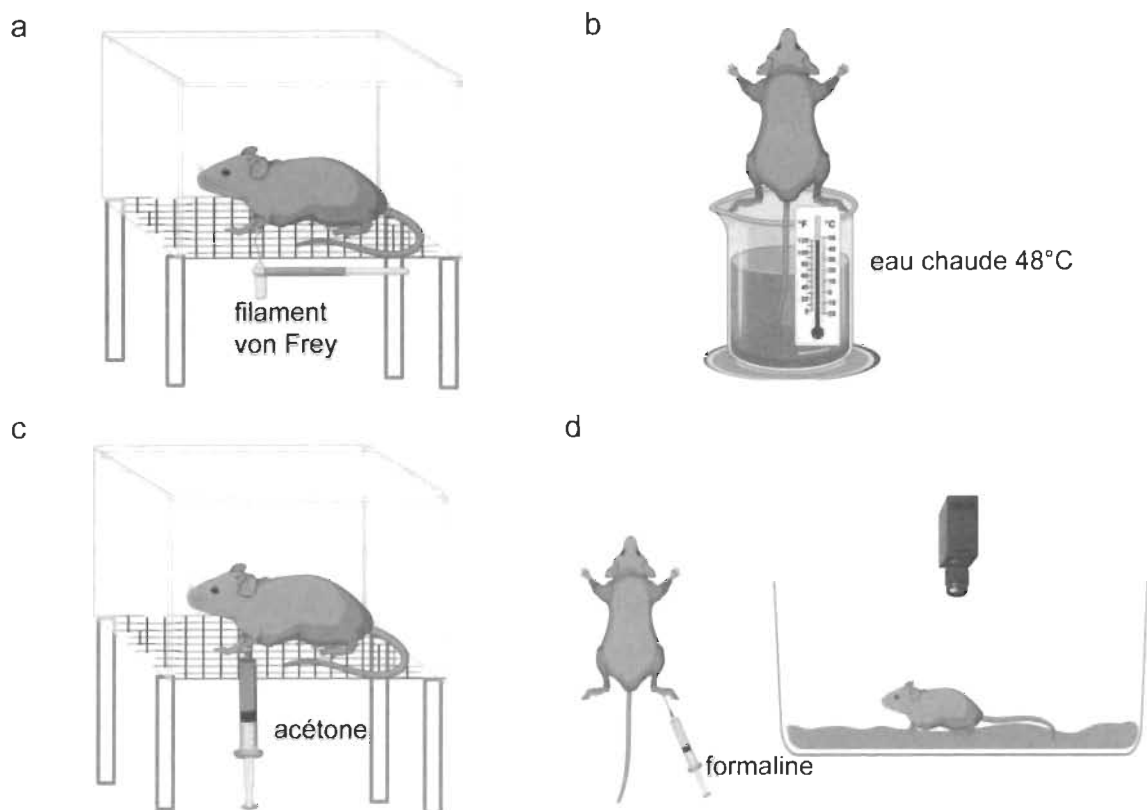 a
b
°F °C
eau chaude 48°C
filament
von Frey
c
d
acétone
formaline